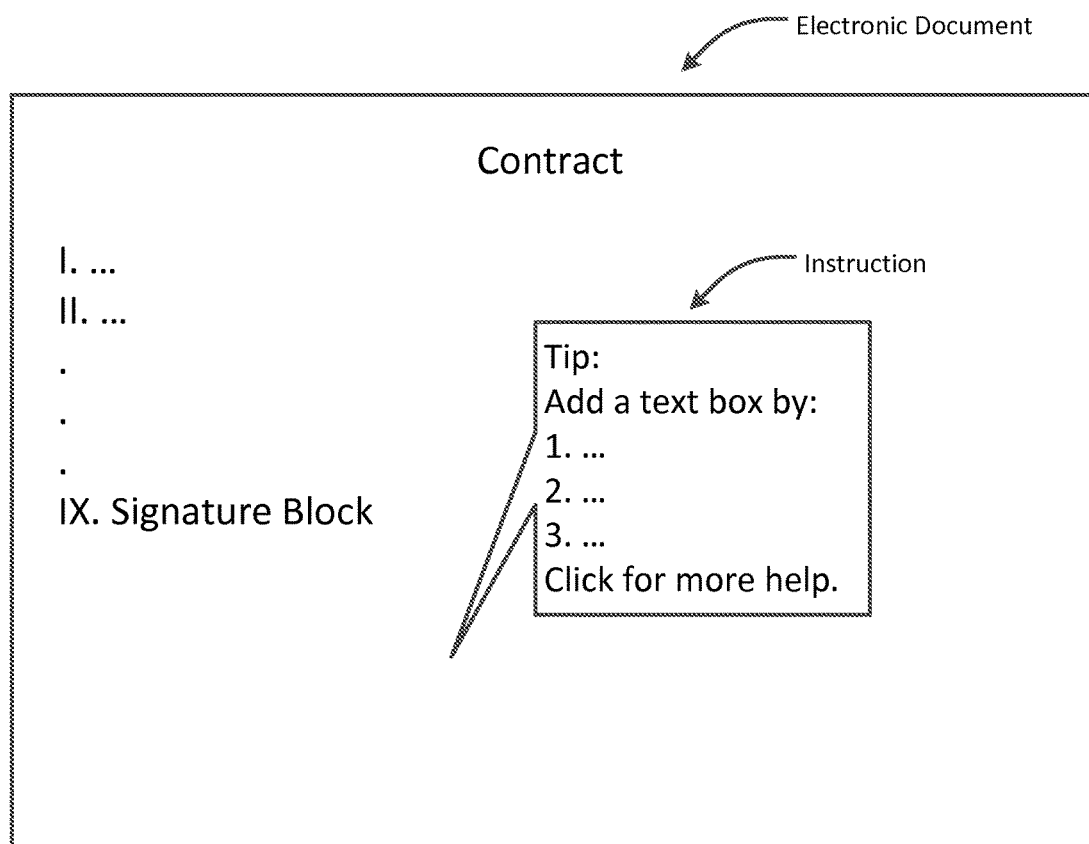 Electronic Document
Contract
I. ...
II. ...
.
.
.
IX. Signature Block
Instruction
Tip:
Add a text box by:
1. ...
2. ...
3. ...
Click for more help.